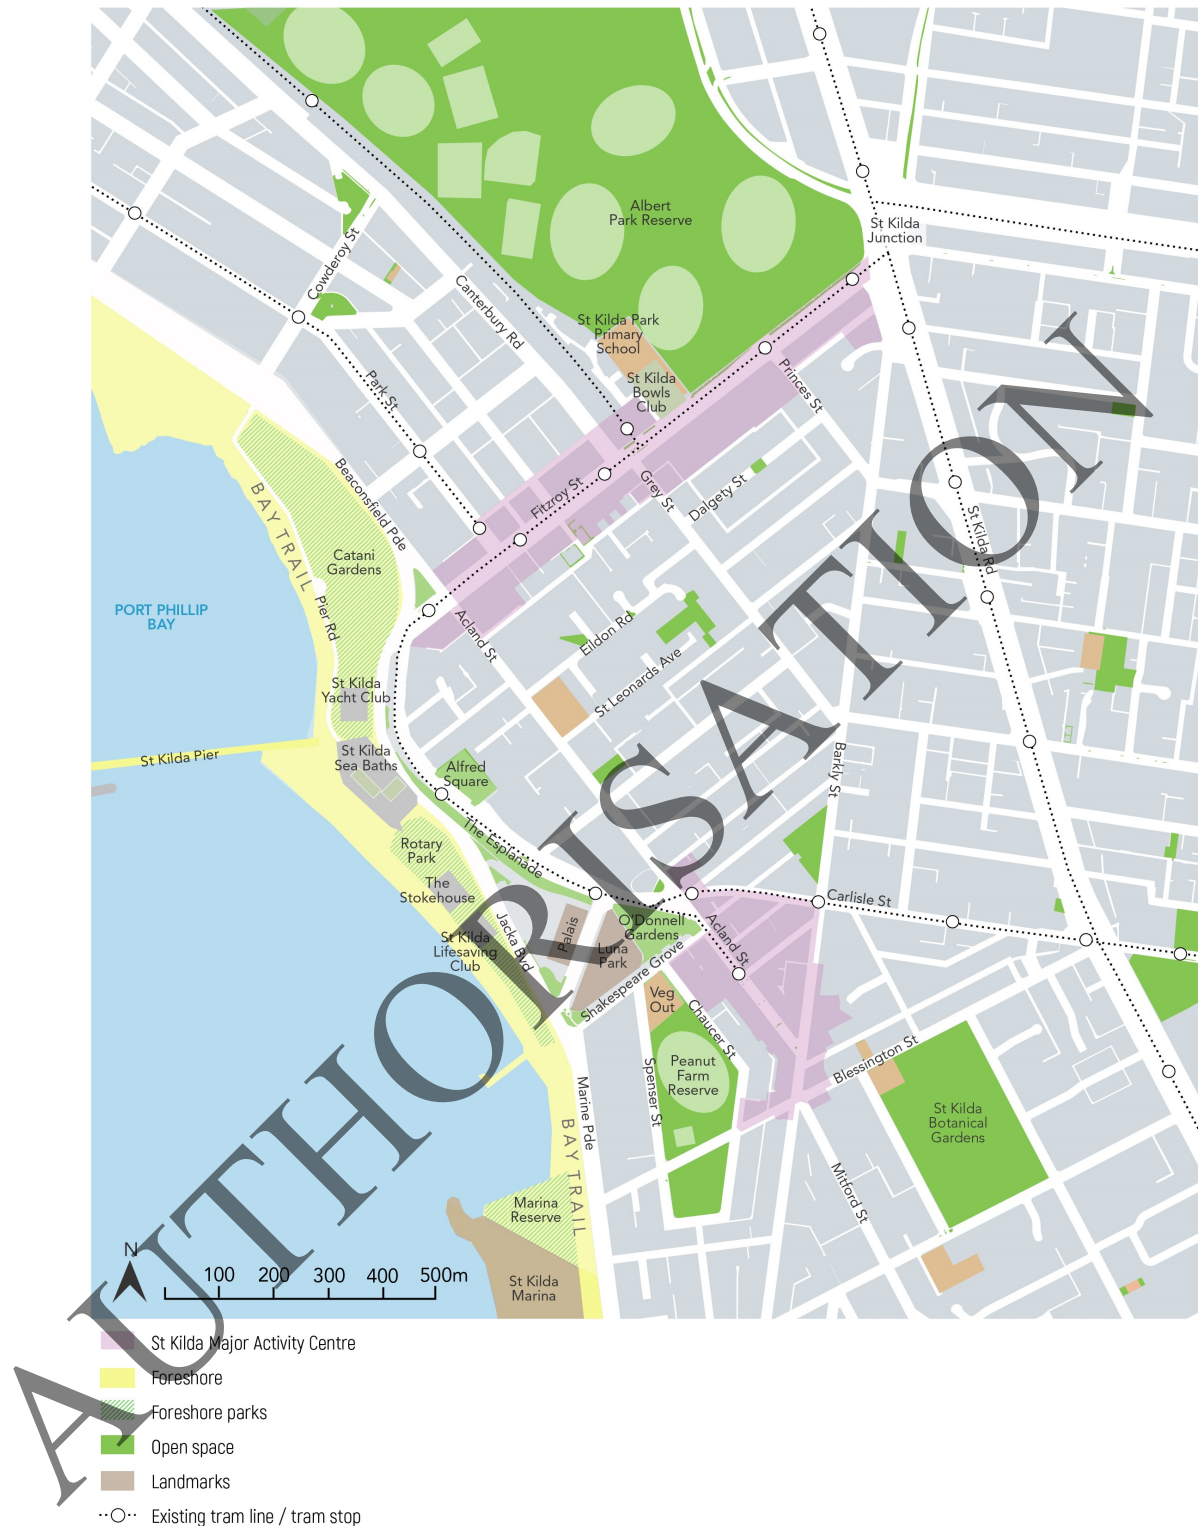 Albert
Park Reserve
St Kilda
Junction
Cowderoy St
Canterbury Rd
St Kilda Park
Primary
School
St Kilda
Bowls
Club
Princes St
Park St
Beaconsfield Pde
Grey St
Dalgety St
Fitzroy St
St Kilda Rd
BAY TRAIL
Catani
Gardens
PORT PHILLIP
BAY
Pier Rd
Acland St
Eildon Rd
St Leonards Ave
St Kilda
Yacht Club
St Kilda Pier
St Kilda
Sea Baths
Alfred
Square
Barkly St
The Esplanade
Rotary
Park
The
Stokehouse
Carlisle St
Jacka Blvd
Palais
O'Donnell
Gardens
Acland St
St Kilda
Lifesaving
Club
Luna
Park
Shakespeare Grove
Veg
Out
Chaucer St
Blessington St
Peanut
Farm
Reserve
Spenser St
Marine Pde
St Kilda
Botanical
Gardens
BAY TRAIL
Mitford St
Marina
Reserve
St Kilda
Marina
N
100 200 300 400 500m
St Kilda Major Activity Centre
Foreshore
Foreshore parks
Open space
Landmarks
Existing tram line / tram stop
AUTHORISATION